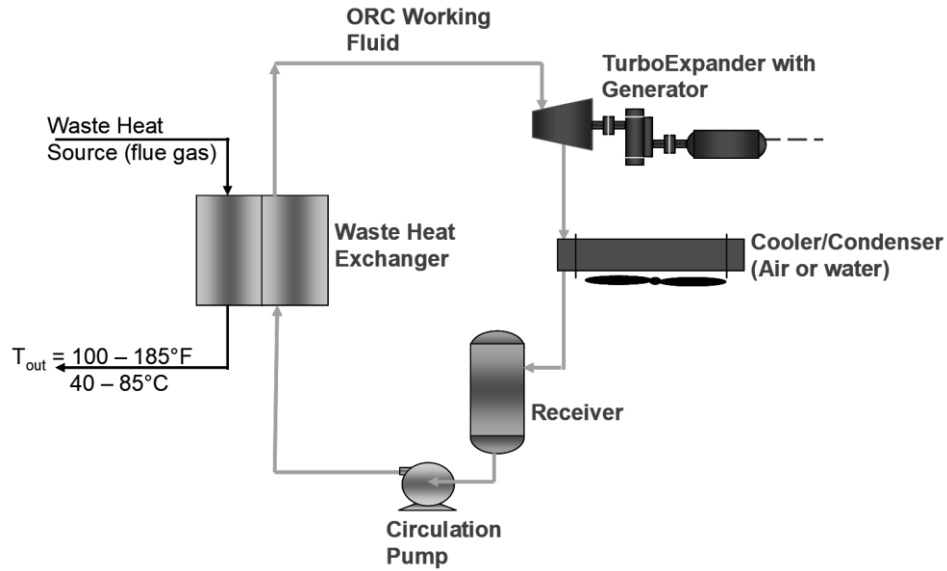 ORC Working
Fluid
TurboExpander with
Generator
Waste Heat
Source (flue gas)
Waste Heat
Exchanger
Cooler/Condenser
(Air or water)
Tout = 100 – 185°F
40 – 85°C
Receiver
Circulation
Pump